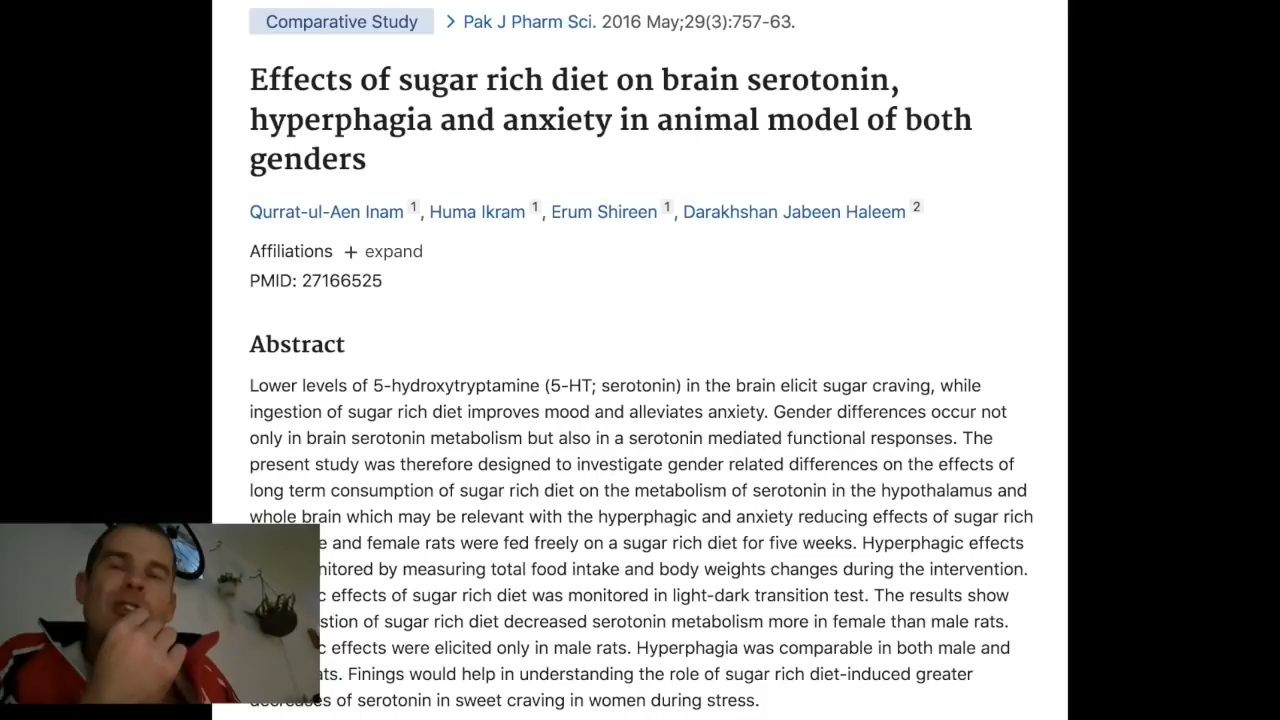 Comparative Study > Pak J Pharm Sci. 2016 May;29(3):757-63.
Effects of sugar rich diet on brain serotonin,
hyperphagia and anxiety in animal model of both
genders
Qurrat-ul-Aen Inam 1, Huma Ikram 1, Erum Shireen 1, Darakhshan Jabeen Haleem 2
Affiliations + expand
PMID: 27166525
Abstract
Lower levels of 5-hydroxytryptamine (5-HT; serotonin) in the brain elicit sugar craving, while
ingestion of sugar rich diet improves mood and alleviates anxiety. Gender differences occur not
only in brain serotonin metabolism but also in a serotonin mediated functional responses. The
present study was therefore designed to investigate gender related differences on the effects of
long term consumption of sugar rich diet on the metabolism of serotonin in the hypothalamus and
whole brain which may be relevant with the hyperphagic and anxiety reducing effects of sugar rich
and female rats were fed freely on a sugar rich diet for five weeks. Hyperphagic effects
by measuring total food intake and body weights changes during the intervention.
effects of sugar rich diet was monitored in light-dark transition test. The results show
of sugar rich diet decreased serotonin metabolism more in female than male rats.
effects were elicited only in male rats. Hyperphagia was comparable in both male and
Finings would help in understanding the role of sugar rich diet-induced greater
of serotonin in sweet craving in women during stress.